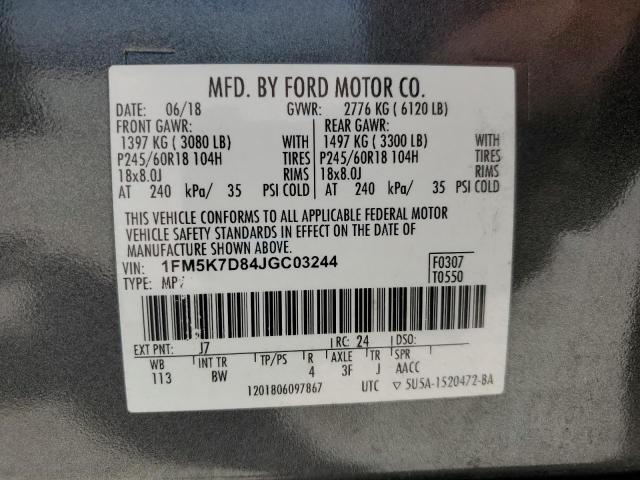 MFD. BY FORD MOTOR CO.
DATE: 06/18 GVWR: 2776 KG ( 6120 LB)
FRONT GAWR: REAR GAWR:
1397 KG ( 3080 LB) WITH 1497 KG ( 3300 LB) WITH
P245/60R18 104H TIRES P245/60R18 104H TIRES
18x8.0J RIMS 18x8.0J RIMS
AT 240 kPa/ 35 PSI COLD AT 240 kPa/ 35 PSI COLD
THIS VEHICLE CONFORMS TO ALL APPLICABLE FEDERAL MOTOR
VEHICLE SAFETY STANDARDS IN EFFECT ON THE DATE OF
MANUFACTURE SHOWN ABOVE.
VIN: 1FM5K7D84JGC03244 F0307
TYPE: T0550
EXT PNT: J7 RC: 24 DSO:
WB INT TR TP/PS R AXLE TR SPR
113 BW 4 3F J AACC
1201806097867 UTC ▽ 5U5A-1520472-BA